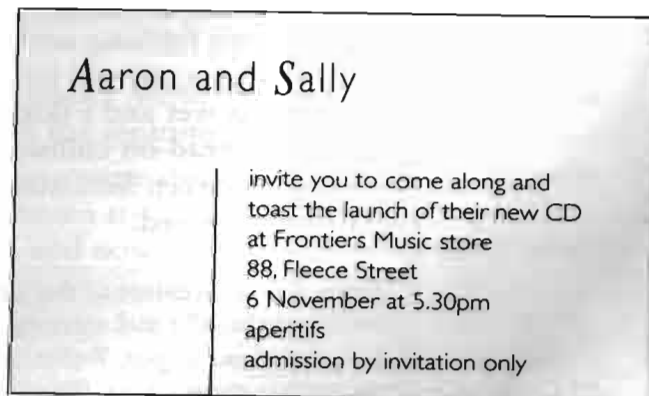 Aaron and Sally
invite you to come along and
toast the launch of their new CD
at Frontiers Music store
88, Fleece Street
6 November at 5.30pm
aperitifs
admission by invitation only